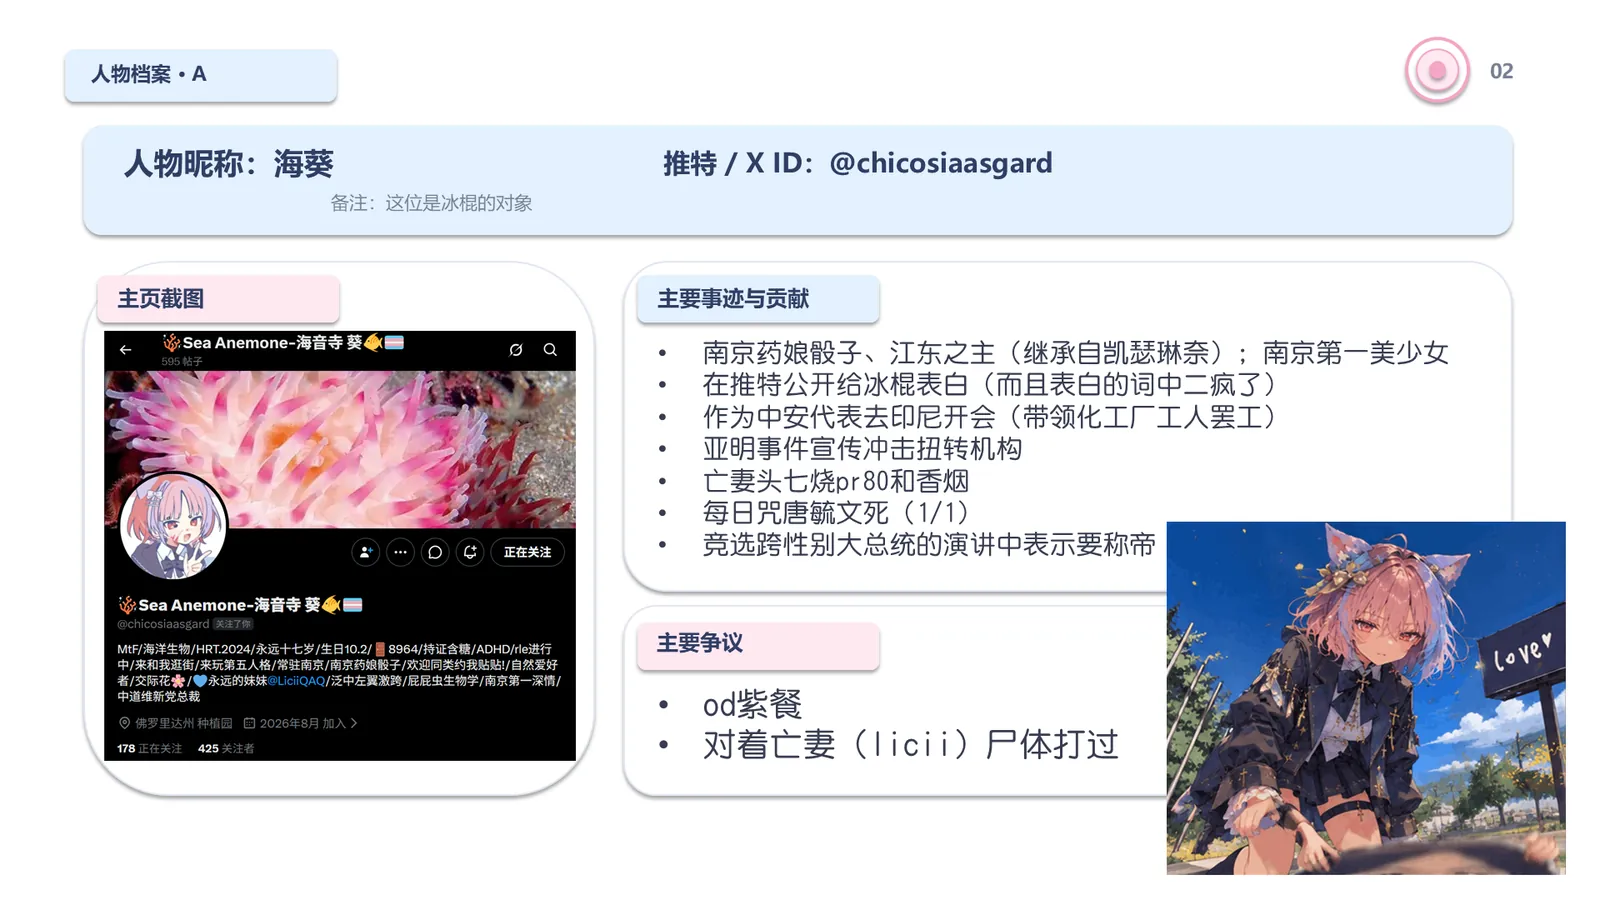 人物档案·A
02
人物昵称：海葵
推特 / X ID：@chicosiaasgard
备注：这位是冰棍的对象
主页截图
Sea Anemone-海音寺 葵
595 帖子
正在关注
Sea Anemone-海音寺 葵
@chicosiaasgard 关注了你
MtF/海洋生物/HRT.2024/永远十七岁/生日10.2/🚪8964/持证含糖/ADHD/rle进行
中/来和我逛街/来玩第五人格/常驻南京/南京药娘骰子/欢迎同类约我贴贴!/自然爱好
者/交际花🌸/💙永远的妹妹@LiciiQAQ/泛中左翼激跨/屁屁虫生物学/南京第一深情/
中道维新党总裁
佛罗里达州 种植园 2026年8月 加入
178 正在关注 425 关注者
主要事迹与贡献
• 南京药娘骰子、江东之主（继承自凯瑟琳奈）；南京第一美少女
• 在推特公开给冰棍表白（而且表白的词中二疯了）
• 作为中安代表去印尼开会（带领化工厂工人罢工）
• 亚明事件宣传冲击扭转机构
• 亡妻头七烧pr80和香烟
• 每日咒唐毓文死（1/1）
• 竞选跨性别大总统的演讲中表示要称帝
主要争议
• od紫餐
• 对着亡妻（licii）尸体打过
love